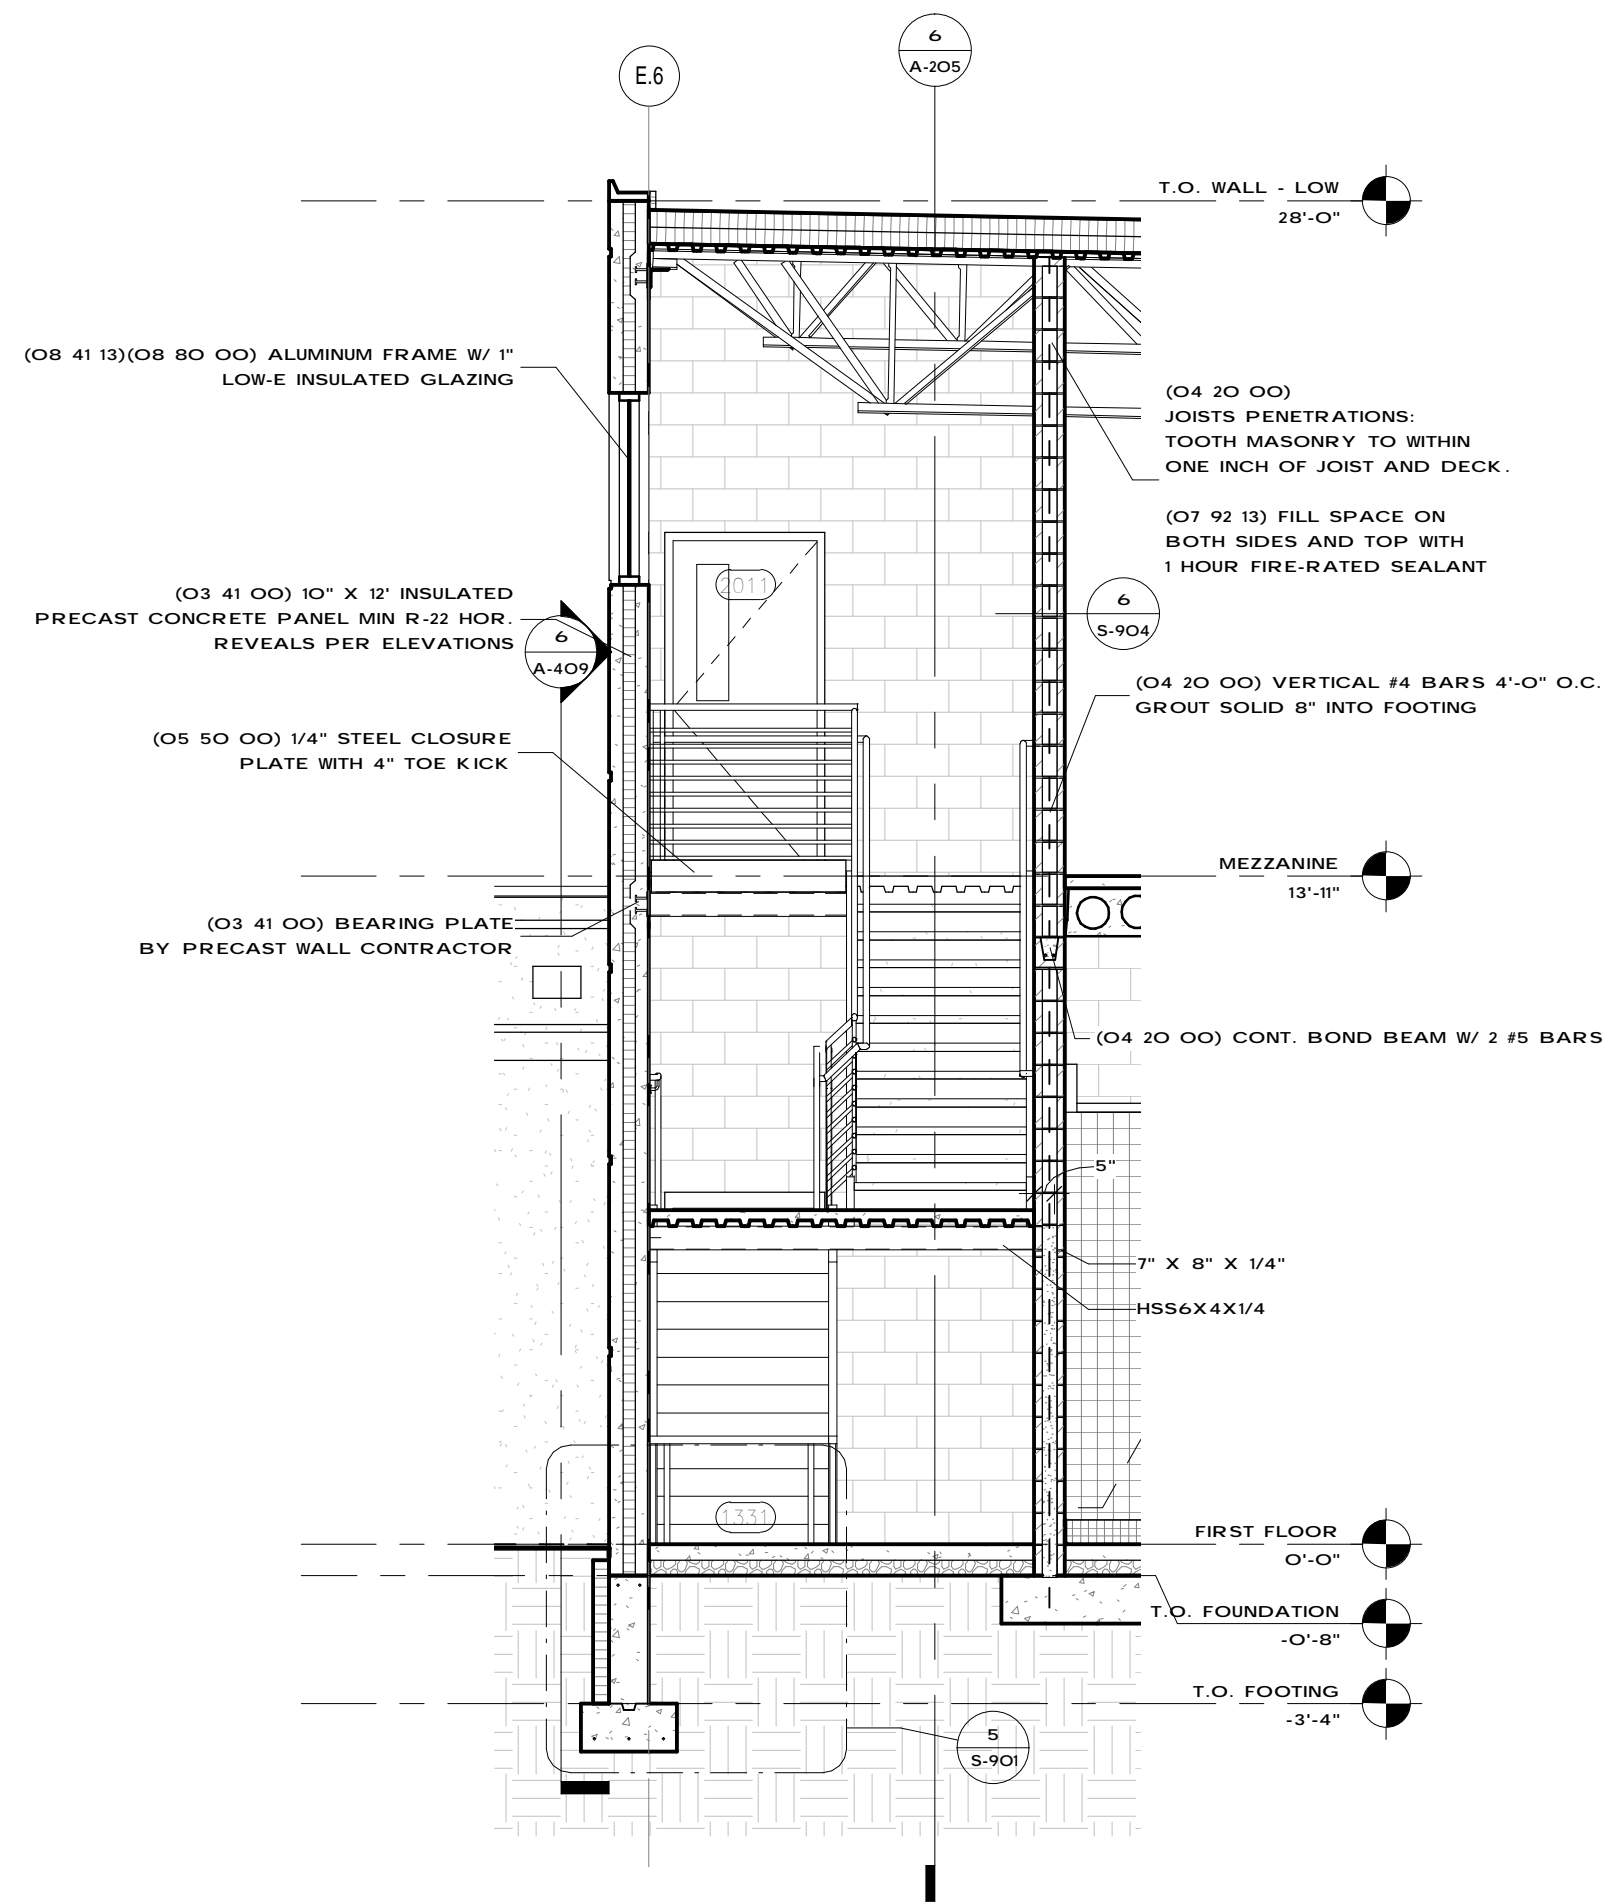 6
A-205
E.6
T.O. WALL - LOW
28'-0"
(08 41 13)(08 80 00) ALUMINUM FRAME W/ 1"
LOW-E INSULATED GLAZING
(04 20 00)
JOISTS PENETRATIONS:
TOOTH MASONRY TO WITHIN
ONE INCH OF JOIST AND DECK.
(07 92 13) FILL SPACE ON
BOTH SIDES AND TOP WITH
1 HOUR FIRE-RATED SEALANT
2011
(03 41 00) 10" X 12' INSULATED
PRECAST CONCRETE PANEL MIN R-22 HOR.
REVEALS PER ELEVATIONS
6
A-409
6
S-904
(04 20 00) VERTICAL #4 BARS 4'-0" O.C.
GROUT SOLID 8" INTO FOOTING
(05 50 00) 1/4" STEEL CLOSURE
PLATE WITH 4" TOE KICK
MEZZANINE
13'-11"
(03 41 00) BEARING PLATE
BY PRECAST WALL CONTRACTOR
(04 20 00) CONT. BOND BEAM W/ 2 #5 BARS
5"
7" X 8" X 1/4"
HSS6X4X1/4
1331
FIRST FLOOR
0'-0"
T.O. FOUNDATION
-0'-8"
T.O. FOOTING
-3'-4"
5
S-901